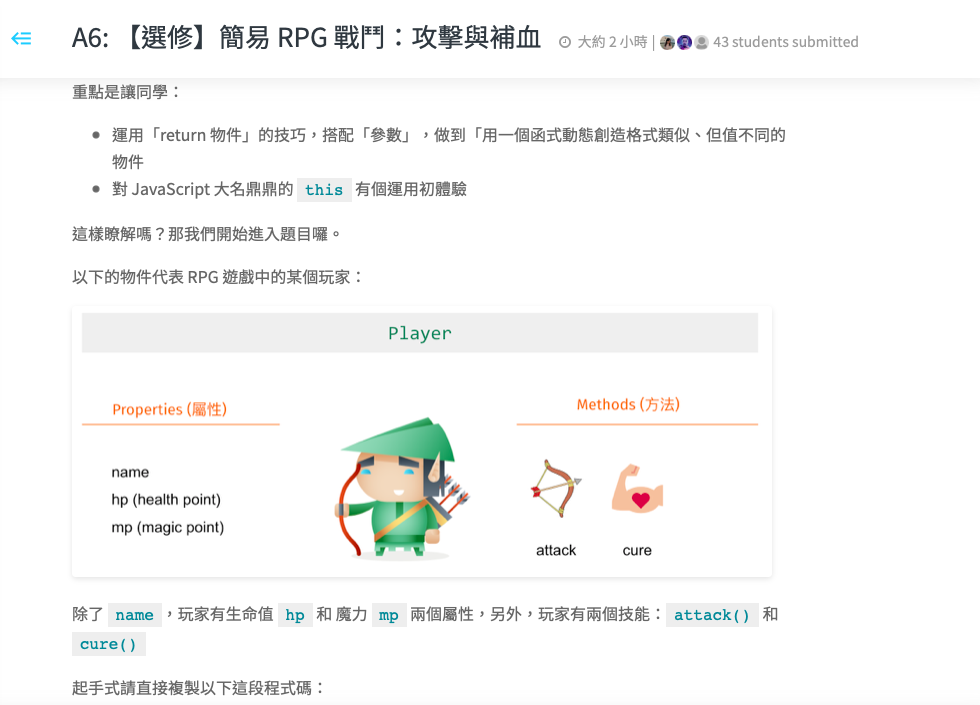 A6: 【選修】簡易 RPG 戰鬥：攻擊與補血 大約 2 小時 | 43 students submitted
重點是讓同學：
運用「return 物件」的技巧，搭配「參數」，做到「用一個函式動態創造格式類似、但值不同的
物件
對 JavaScript 大名鼎鼎的 this 有個運用初體驗
這樣瞭解嗎？那我們開始進入題目囉。
以下的物件代表 RPG 遊戲中的某個玩家：
Player
Properties (屬性)
Methods (方法)
name
hp (health point)
mp (magic point)
attack cure
除了 name ，玩家有生命值 hp 和 魔力 mp 兩個屬性，另外，玩家有兩個技能： attack() 和
cure()
起手式請直接複製以下這段程式碼：